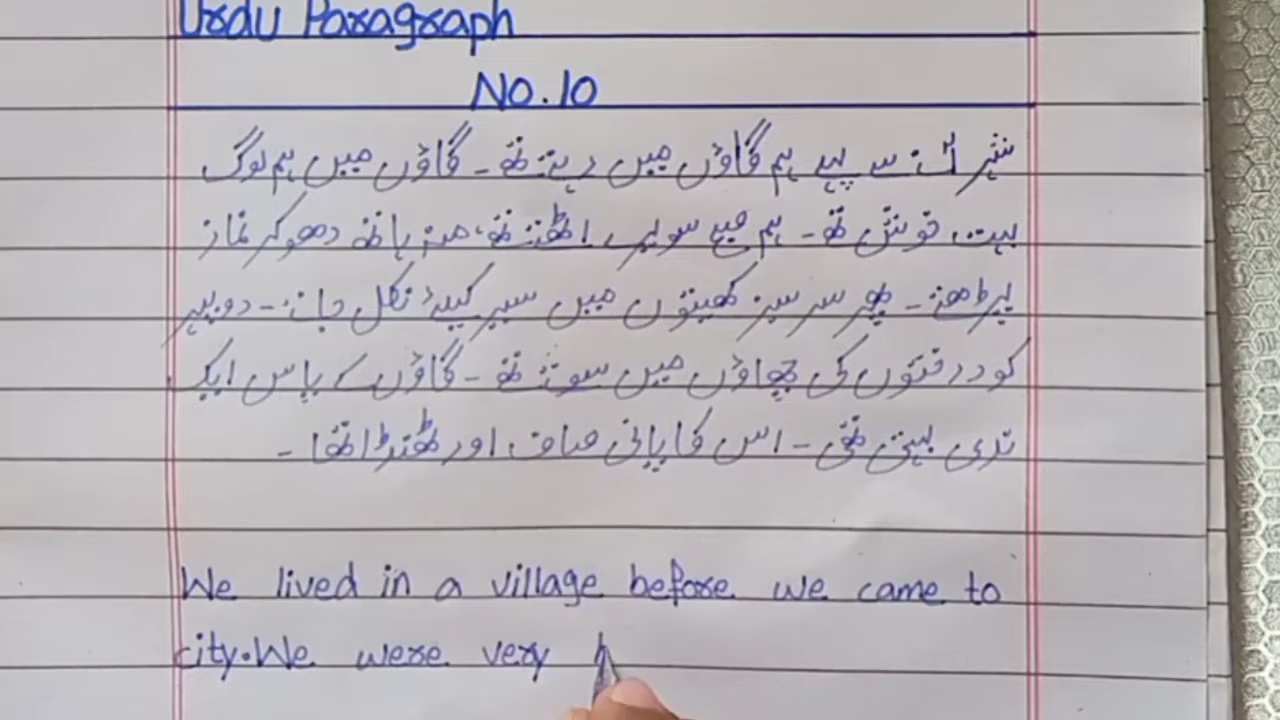 Urdu Paragraph
No.10
شہر آنے سے پہلے ہم گاؤں میں رہتے تھے۔ گاؤں میں ہم لوگ
بہت خوش تھے۔ ہم صبح سویرے اٹھتے تھے، منہ ہاتھ دھو کر نماز
پڑھتے۔ پھر سرسبز کھیتوں میں سیر کیلئے نکل جاتے۔ دوپہر
کو درختوں کی چھاؤں میں سوتے تھے۔ گاؤں کے پاس ایک
ندی بہتی تھی۔ اس کا پانی صاف اور ٹھنڈا تھا۔
We lived in a village before we came to
city. We were very h